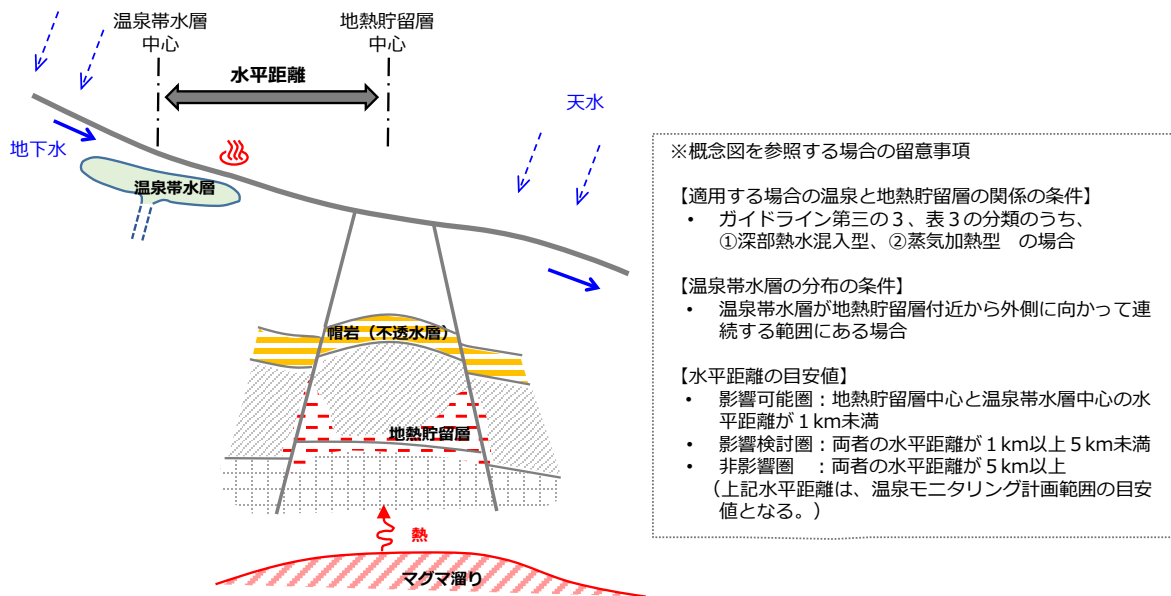 温泉帯水層
中心
地熱貯留層
中心
水平距離
天水
地下水
温泉帯水層
帽岩（不透水層）
地熱貯留層
熱
マグマ溜り
※概念図を参照する場合の留意事項
【適用する場合の温泉と地熱貯留層の関係の条件】
• ガイドライン第三の３、表３の分類のうち、
①深部熱水混入型、②蒸気加熱型　の場合
【温泉帯水層の分布の条件】
• 温泉帯水層が地熱貯留層付近から外側に向かって連
続する範囲にある場合
【水平距離の目安値】
• 影響可能圏：地熱貯留層中心と温泉帯水層中心の水
平距離が１km未満
• 影響検討圏：両者の水平距離が１km以上５km未満
• 非影響圏　：両者の水平距離が５km以上
（上記水平距離は、温泉モニタリング計画範囲の目安
値となる。）